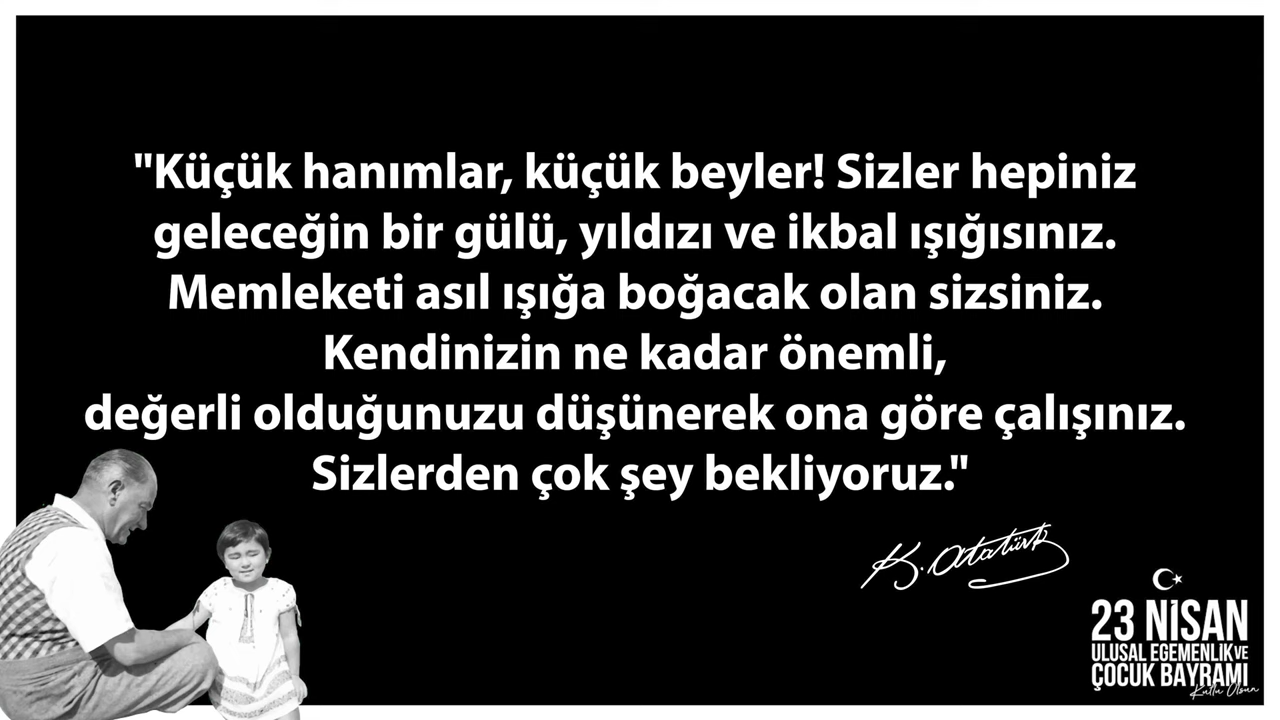 "Küçük hanımlar, küçük beyler! Sizler hepiniz
geleceğin bir gülü, yıldızı ve ikbal ışığısınız.
Memleketi asıl ışığa boğacak olan sizsiniz.
Kendinizin ne kadar önemli,
değerli olduğunuzu düşünerek ona göre çalışınız.
Sizlerden çok şey bekliyoruz."
K. Atatürk
23 NİSAN
ULUSAL EGEMENLİK VE
ÇOCUK BAYRAMI
Kutlu Olsun